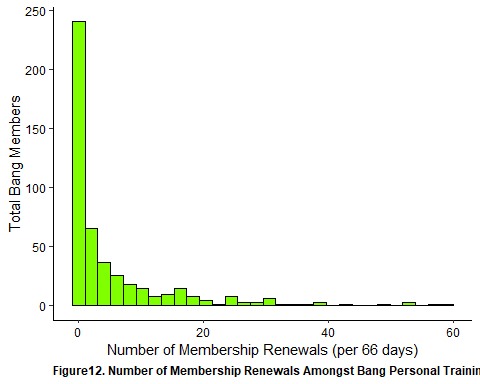 250
200
150
100
50
0
Total Bang Members
0 20 40 60
Number of Membership Renewals (per 66 days)
Figure12. Number of Membership Renewals Amongst Bang Personal Trainin